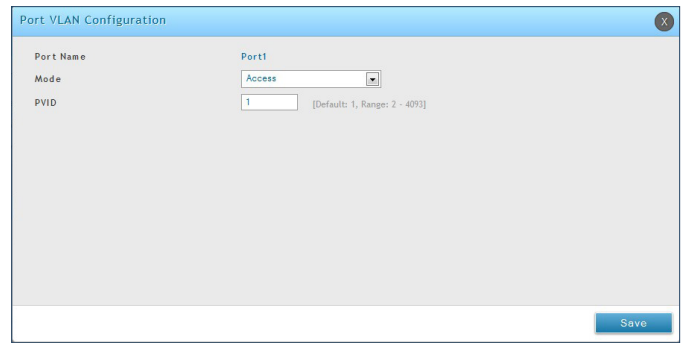 Port VLAN Configuration
X
Port Name Port1
Mode Access
PVID 1 [Default: 1, Range: 2 - 4093]
Save